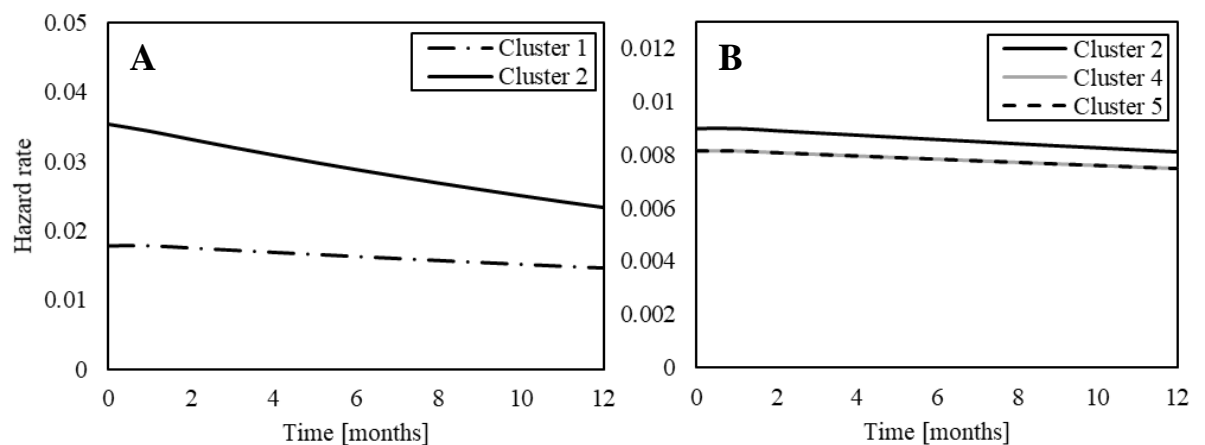 A
Cluster 1
Cluster 2
Hazard rate
0.05
0.04
0.03
0.02
0.01
0
0 2 4 6 8 10 12
Time [months]
B
Cluster 2
Cluster 4
Cluster 5
0.012
0.01
0.008
0.006
0.004
0.002
0
0 2 4 6 8 10 12
Time [months]